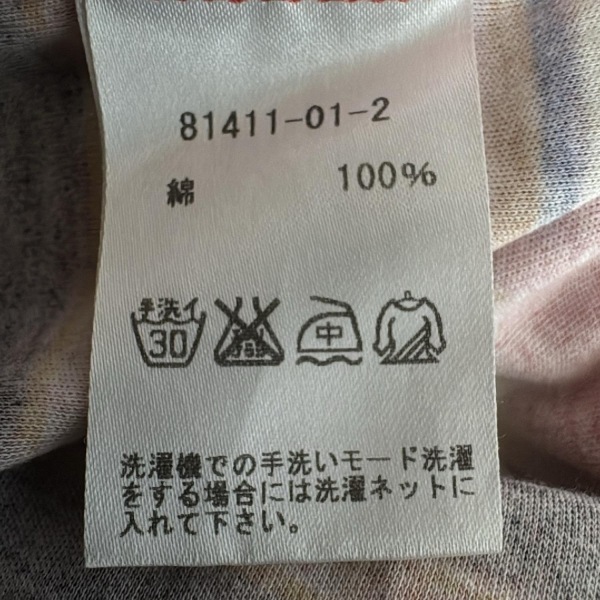 81411-01-2
綿 100%
手洗イ
30
中
洗濯機での手洗いモード洗濯
をする場合には洗濯ネットに
入れて下さい。